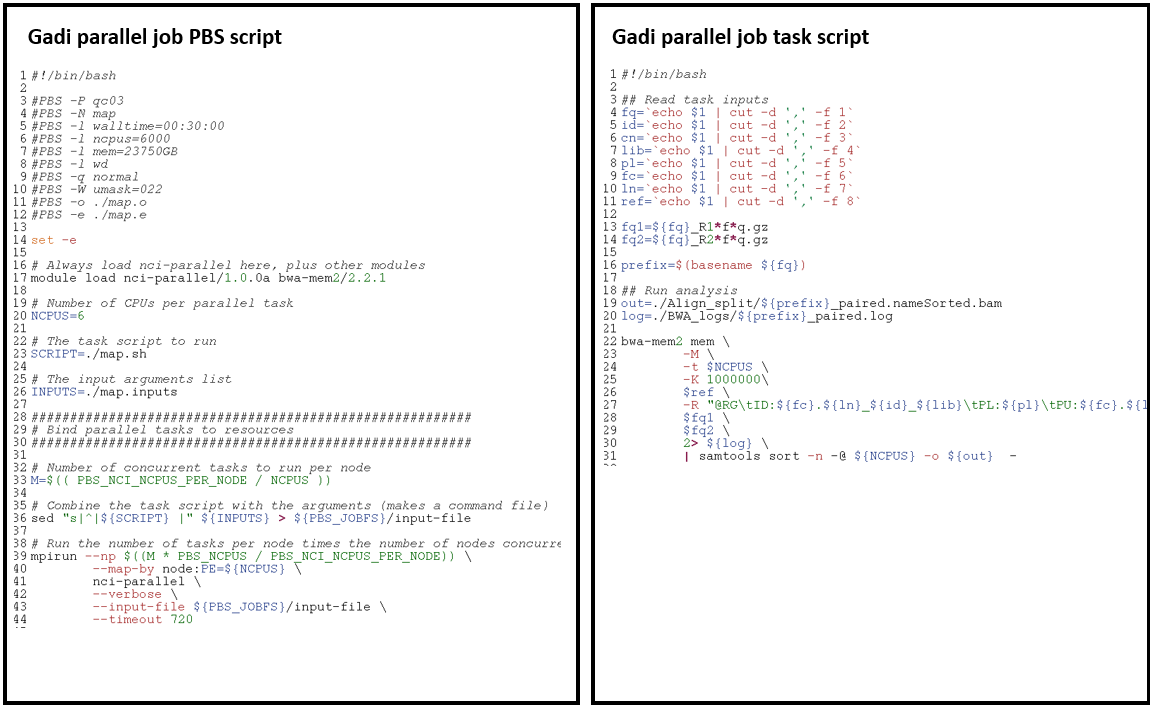 Gadi parallel job PBS script
1 #!/bin/bash
2
3 #PBS -P qc03
4 #PBS -N map
5 #PBS -l walltime=00:30:00
6 #PBS -l ncpus=6000
7 #PBS -l mem=23750GB
8 #PBS -l wd
9 #PBS -q normal
10 #PBS -W umask=022
11 #PBS -o ./map.o
12 #PBS -e ./map.e
13
14 set -e
15
16 # Always load nci-parallel here, plus other modules
17 module load nci-parallel/1.0.0a bwa-mem2/2.2.1
18
19 # Number of CPUs per parallel task
20 NCPUS=6
21
22 # The task script to run
23 SCRIPT=./map.sh
24
25 # The input arguments list
26 INPUTS=./map.inputs
27
28 #########################################################
29 # Bind parallel tasks to resources
30 #########################################################
31
32 # Number of concurrent tasks to run per node
33 M=$(( PBS_NCI_NCPUS_PER_NODE / NCPUS ))
34
35 # Combine the task script with the arguments (makes a command file)
36 sed "s|^|${SCRIPT} |" ${INPUTS} > ${PBS_JOBFS}/input-file
37
38 # Run the number of tasks per node times the number of nodes concurre
39 mpirun --np $((M * PBS_NCPUS / PBS_NCI_NCPUS_PER_NODE)) \
40 --map-by node:PE=${NCPUS} \
41 nci-parallel \
42 --verbose \
43 --input-file ${PBS_JOBFS}/input-file \
44 --timeout 720
Gadi parallel job task script
1 #!/bin/bash
2
3 ## Read task inputs
4 fq=`echo $1 | cut -d ',' -f 1`
5 id=`echo $1 | cut -d ',' -f 2`
6 cn=`echo $1 | cut -d ',' -f 3`
7 lib=`echo $1 | cut -d ',' -f 4`
8 pl=`echo $1 | cut -d ',' -f 5`
9 fc=`echo $1 | cut -d ',' -f 6`
10 ln=`echo $1 | cut -d ',' -f 7`
11 ref=`echo $1 | cut -d ',' -f 8`
12
13 fq1=${fq}_R1*f*q.gz
14 fq2=${fq}_R2*f*q.gz
15
16 prefix=$(basename ${fq})
17
18 ## Run analysis
19 out=./Align_split/${prefix}_paired.nameSorted.bam
20 log=./BWA_logs/${prefix}_paired.log
21
22 bwa-mem2 mem \
23 -M \
24 -t $NCPUS \
25 -K 1000000\
26 $ref \
27 -R "@RG\tID:${fc}.${ln}_${id}_${lib}\tPL:${pl}\tPU:${fc}.${l
28 $fq1 \
29 $fq2 \
30 2> ${log} \
31 | samtools sort -n -@ ${NCPUS} -o ${out} -